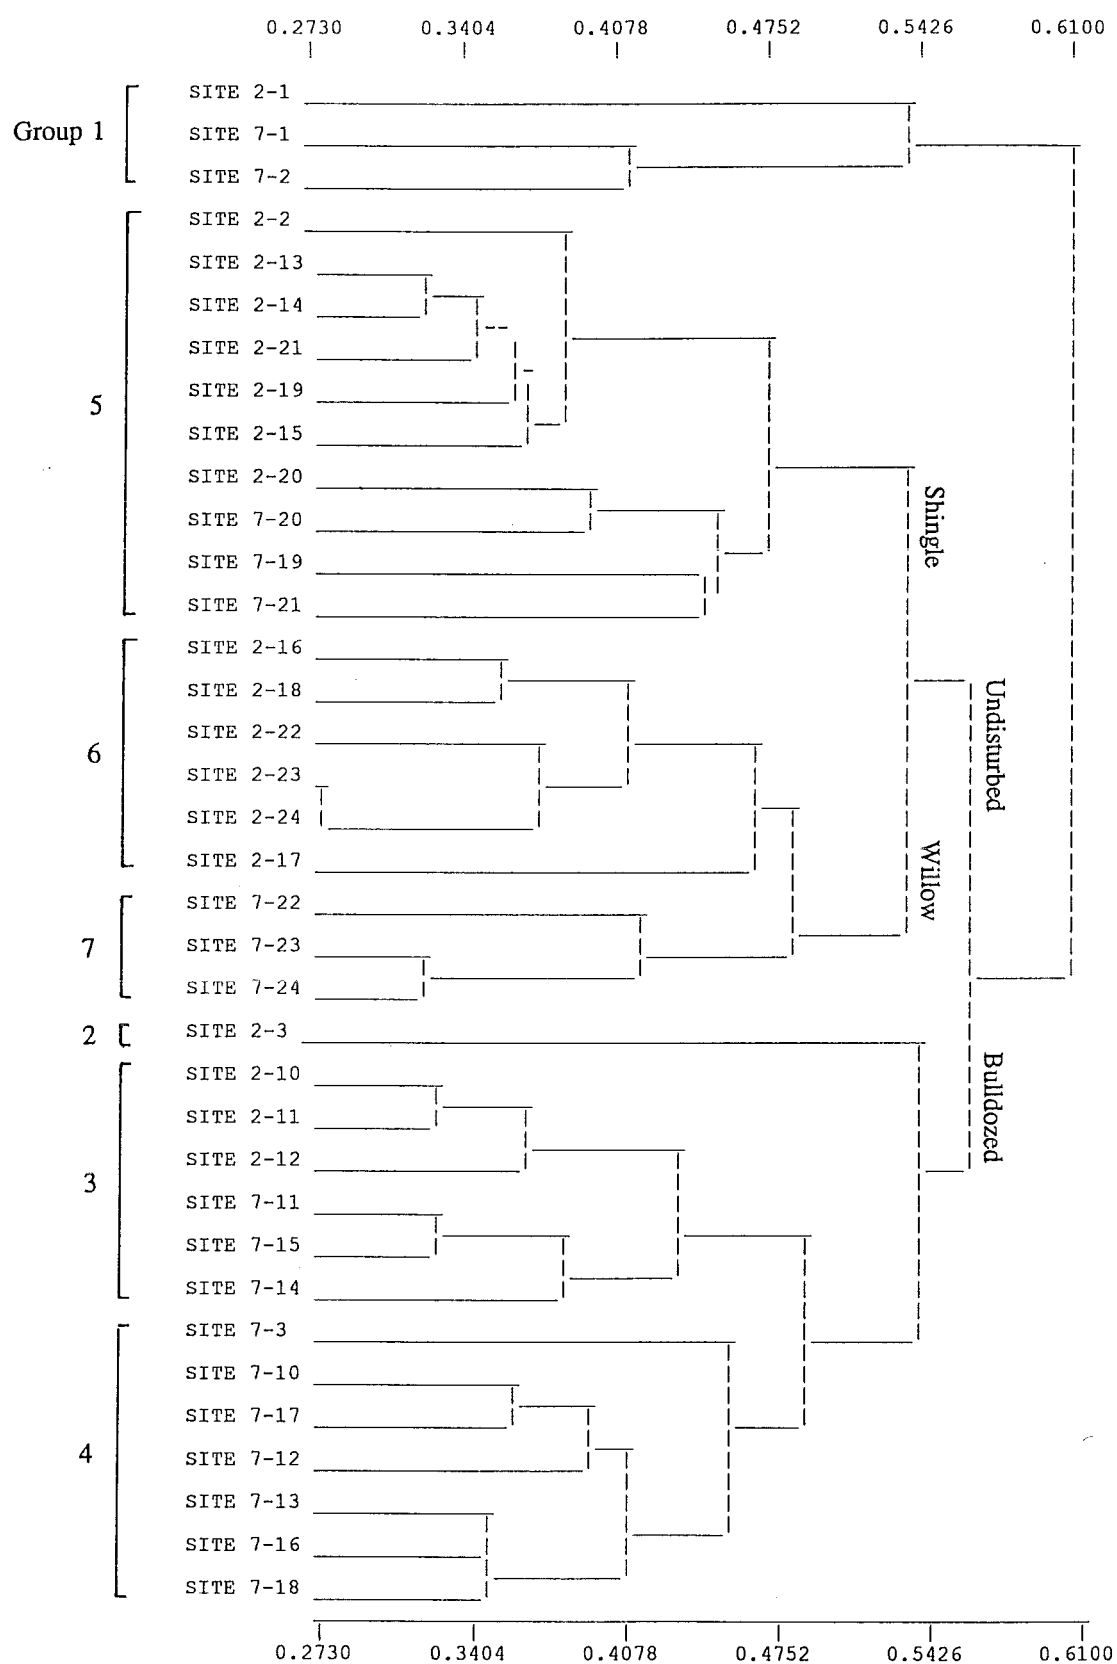 0.2730 0.3404 0.4078 0.4752 0.5426 0.6100
SITE 2-1
Group 1 SITE 7-1
SITE 7-2
SITE 2-2
SITE 2-13
SITE 2-14
SITE 2-21
SITE 2-19
5
SITE 2-15
SITE 2-20
SITE 7-20
Shingle
SITE 7-19
SITE 7-21
SITE 2-16
SITE 2-18
SITE 2-22
Undisturbed
6
SITE 2-23
SITE 2-24
SITE 2-17
Willow
SITE 7-22
7 SITE 7-23
SITE 7-24
2 SITE 2-3
SITE 2-10
SITE 2-11
Bulldozed
SITE 2-12
3
SITE 7-11
SITE 7-15
SITE 7-14
SITE 7-3
SITE 7-10
SITE 7-17
4 SITE 7-12
SITE 7-13
SITE 7-16
SITE 7-18
0.2730 0.3404 0.4078 0.4752 0.5426 0.6100